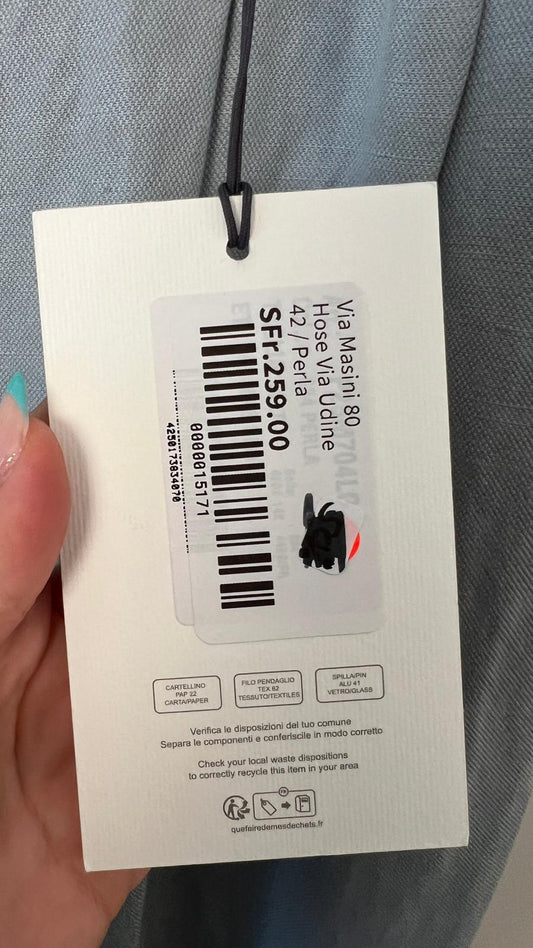 Via Masini 80
Hose Via Udine
42 / Perla
SFr.259.00
0000015171
4250173834070
CARTELLINO
PAP 22
CARTA/PAPER
FILO PENDAGLIO
TEX 82
TESSUTO/TEXTILES
SPILLA/PIN
ALU 41
VETRO/GLASS
Verifica le disposizioni del tuo comune
Separa le componenti e conferiscile in modo corretto
Check your local waste dispositions
to correctly recycle this item in your area
FR
quefairedemesdechets.fr